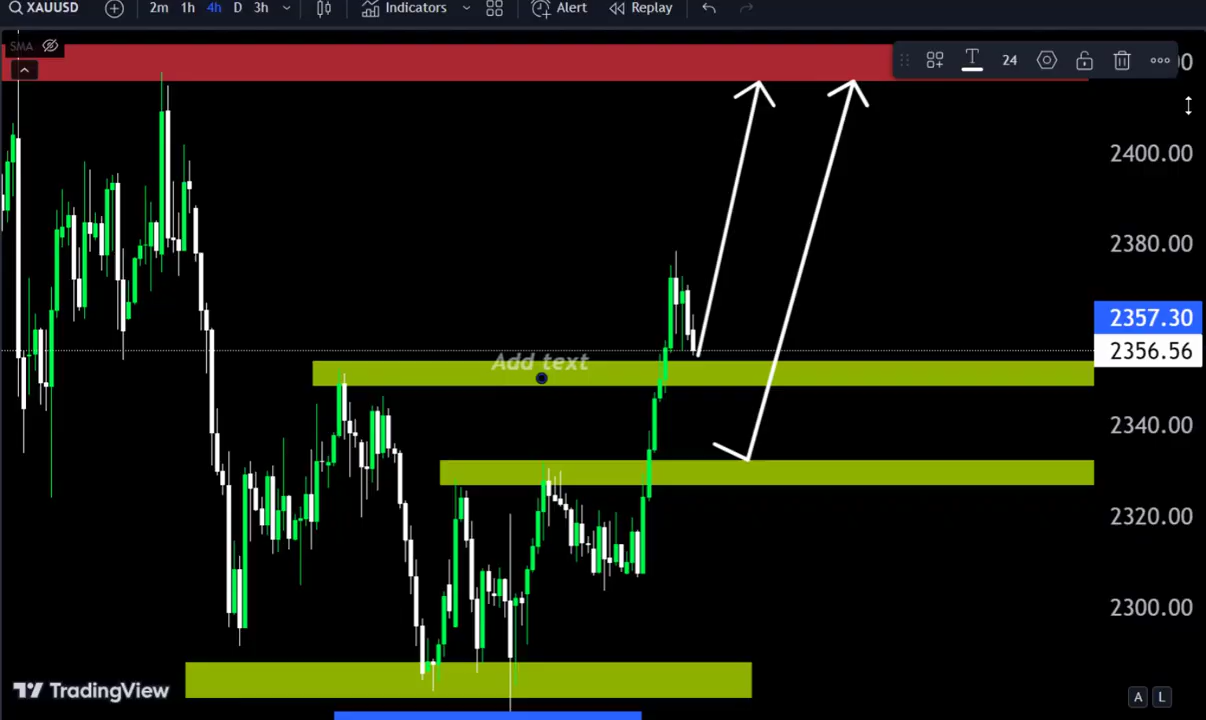 XAUUSD 2m 1h 4h D 3h Indicators Alert Replay
SMA
24
2400.00
2380.00
2357.30
2356.56
Add text
2340.00
2320.00
2300.00
TradingView
A L